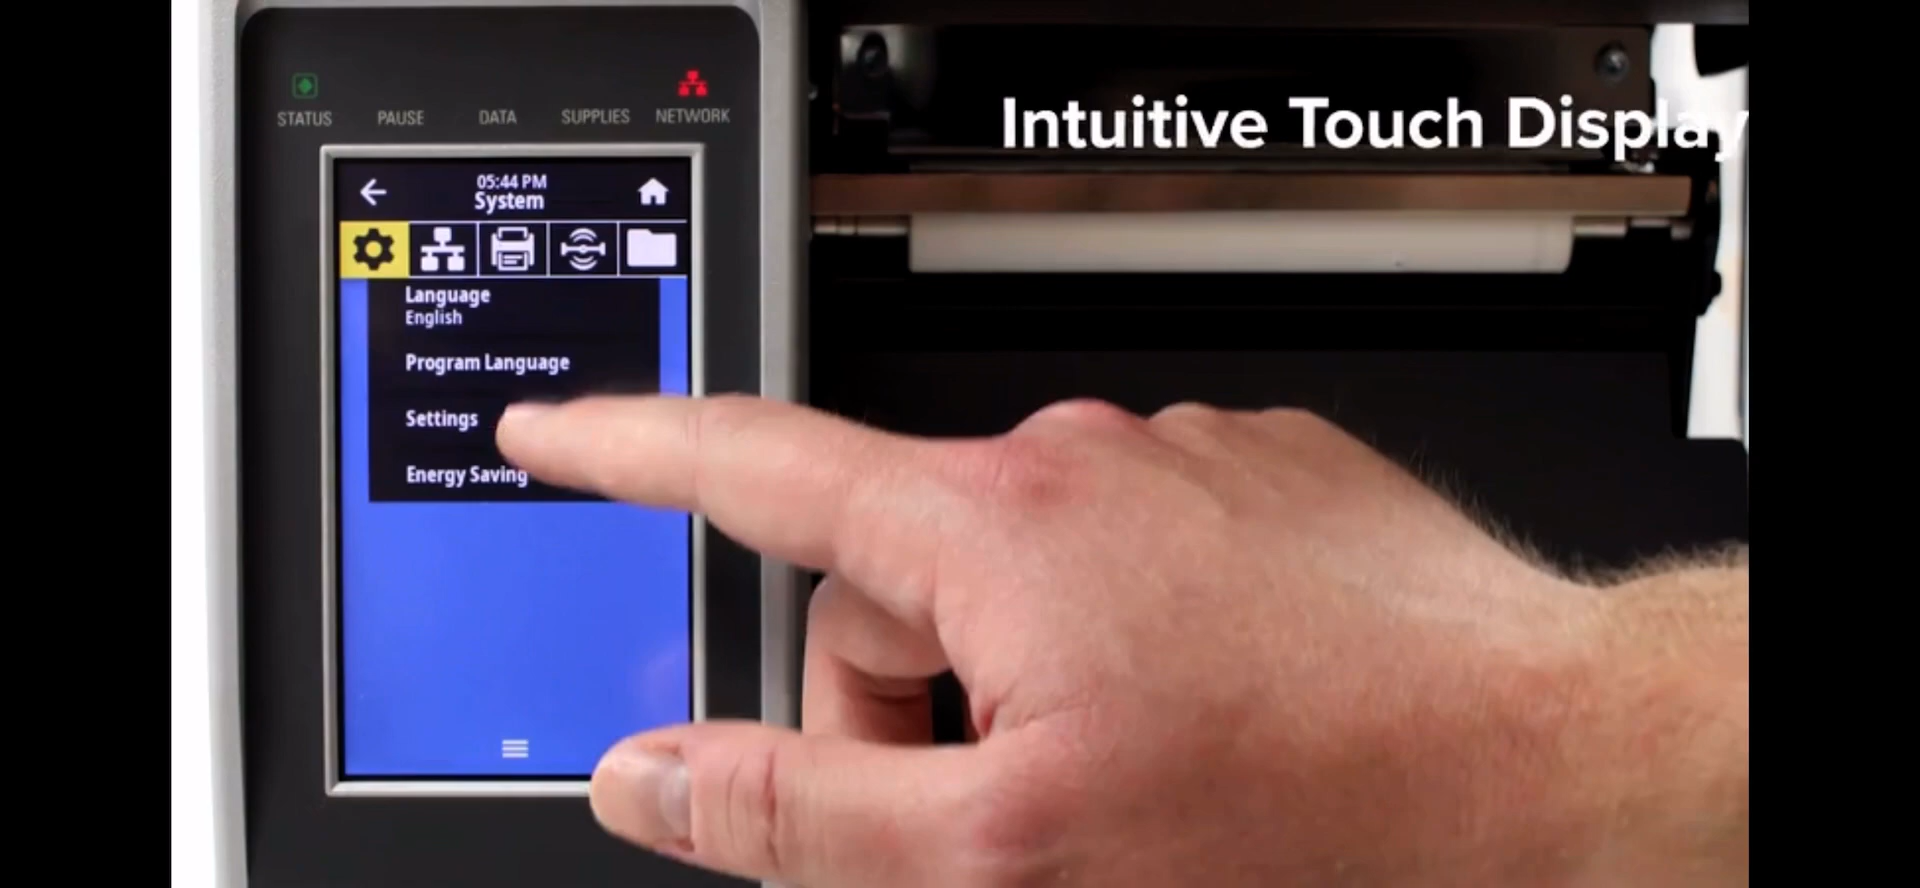 STATUS PAUSE DATA SUPPLIES NETWORK
Intuitive Touch Display
05:44 PM
System
Language
English
Program Language
Settings
Energy Saving